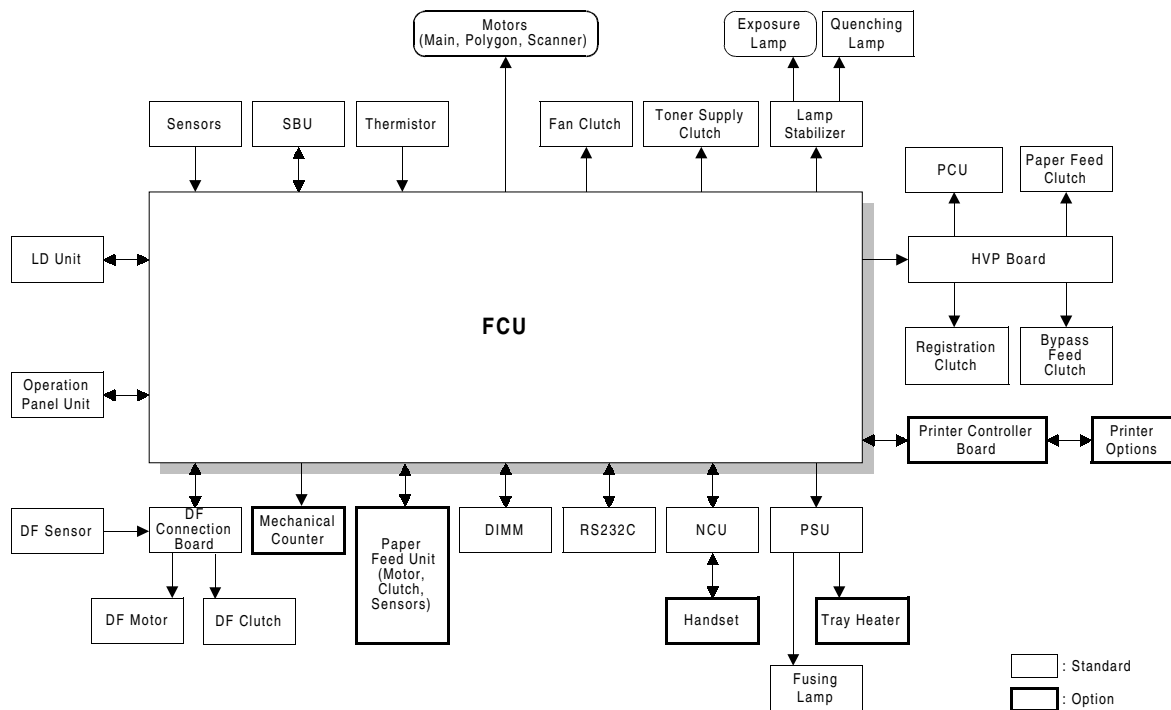 Motors
(Main, Polygon, Scanner)
Exposure
Lamp
Quenching
Lamp
Sensors
SBU
Thermistor
Fan Clutch
Toner Supply
Clutch
Lamp
Stabilizer
PCU
Paper Feed
Clutch
LD Unit
HVP Board
FCU
Registration
Clutch
Bypass
Feed
Clutch
Operation
Panel Unit
Printer Controller
Board
Printer
Options
DF Sensor
DF
Connection
Board
Mechanical
Counter
Paper
Feed Unit
(Motor,
Clutch,
Sensors)
DIMM
RS232C
NCU
PSU
DF Motor
DF Clutch
Handset
Tray Heater
Fusing
Lamp
: Standard
: Option